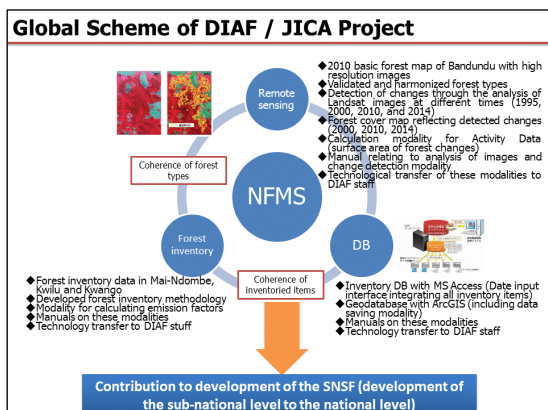 Global Scheme of DIAF / JICA Project
◆2010 basic forest map of Bandundu with high
resolution images
◆Validated and harmonized forest types
◆Detection of changes through the analysis of
Landsat images at different times (1995,
2000, 2010, and 2014)
◆Forest cover map reflecting detected changes
(2000, 2010, 2014)
◆Calculation modality for Activity Data
(surface area of forest changes)
◆Manual relating to analysis of images and
change detection modality
◆Technological transfer of these modalities to
DIAF staff
Remote
sensing
Coherence of forest
types
NFMS
Forest
inventory
DB
Coherence of
inventoried items
◆Forest inventory data in Mai-Ndombe,
Kwilu and Kwango
◆Developed forest inventory methodology
◆Modality for calculating emission factors
◆Manuals on these modalities
◆Technology transfer to DIAF stuff
◆Inventory DB with MS Access (Date input
interface integrating all inventory items)
◆Geodatabase with ArcGIS (including data
saving modality)
◆Manuals on these modalities
◆Technology transfer to DIAF staff
Contribution to development of the SNSF (development of
the sub-national level to the national level)